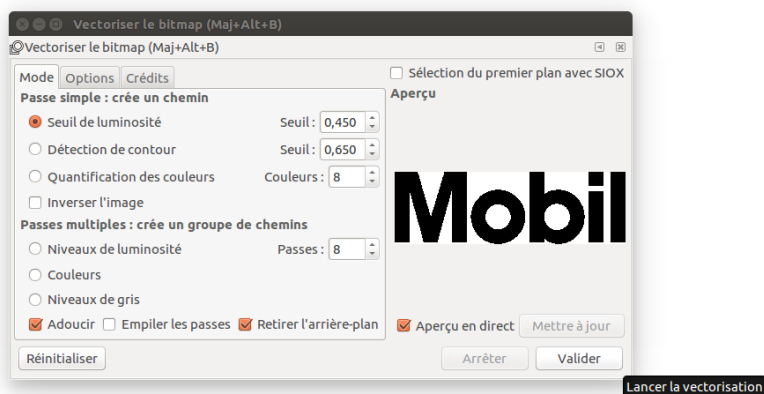 Vectoriser le bitmap (Maj+Alt+B)
Vectoriser le bitmap (Maj+Alt+B)
Mode Options Crédits
Sélection du premier plan avec SIOX
Passe simple : crée un chemin
Aperçu
Seuil de luminosité Seuil : 0,450
Détection de contour Seuil : 0,650
Quantification des couleurs Couleurs : 8
Inverser l'image
Passes multiples : crée un groupe de chemins
Niveaux de luminosité Passes : 8
Couleurs
Niveaux de gris
Adoucir Empiler les passes Retirer l'arrière-plan
Mobil
Aperçu en direct Mettre à jour
Réinitialiser Arrêter Valider
Lancer la vectorisation